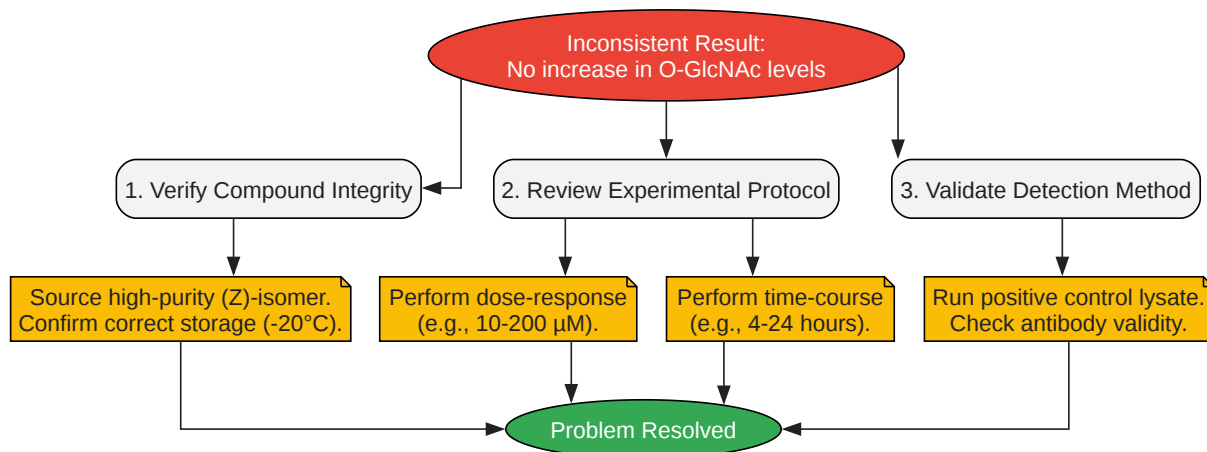 Inconsistent Result:
No increase in O-GlcNAc levels
1. Verify Compound Integrity
2. Review Experimental Protocol
3. Validate Detection Method
Source high-purity (Z)-isomer.
Confirm correct storage (-20°C).
Perform dose-response
(e.g., 10-200 µM).
Perform time-course
(e.g., 4-24 hours).
Run positive control lysate.
Check antibody validity.
Problem Resolved